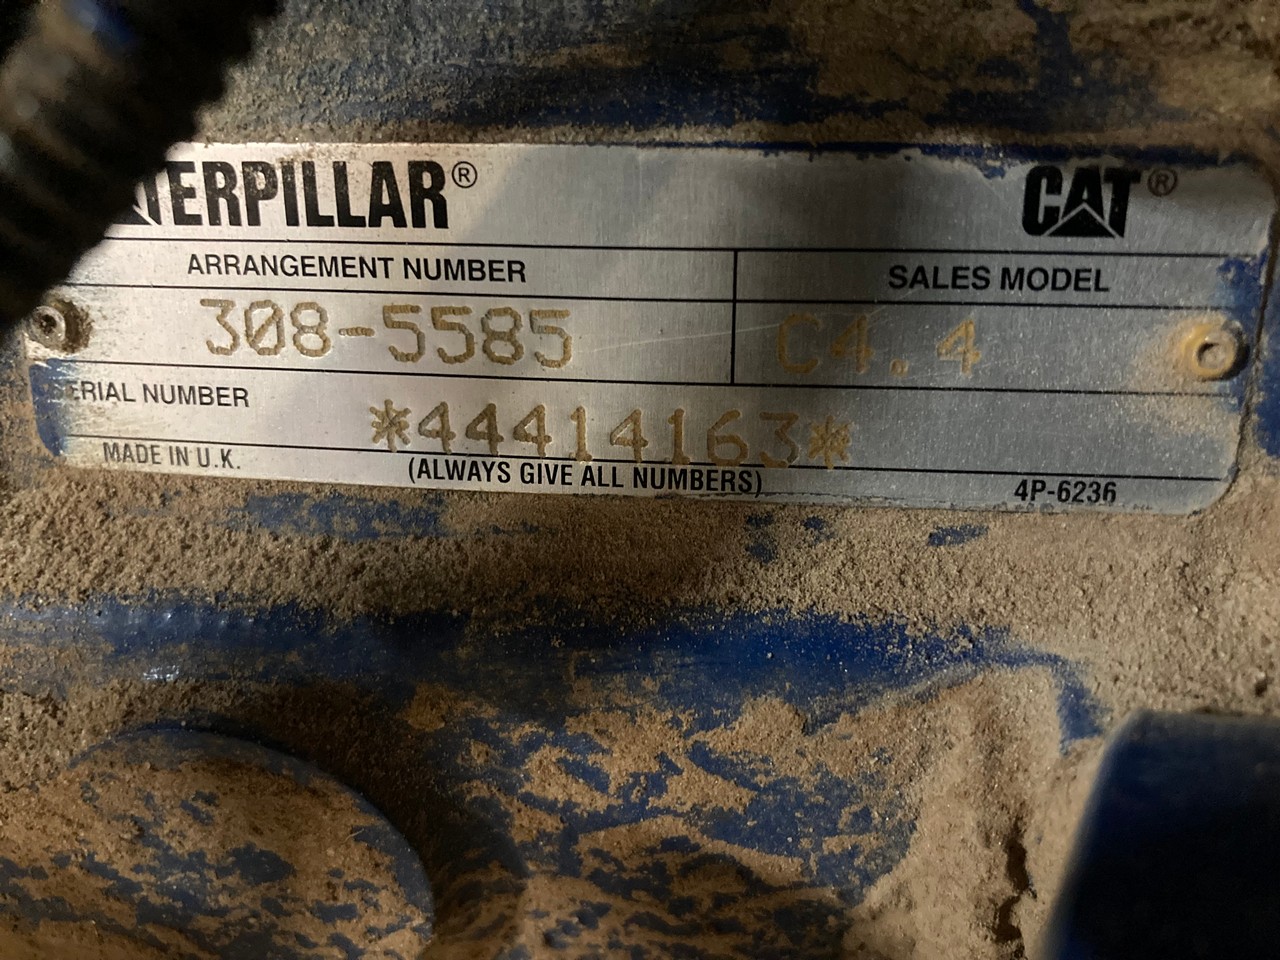 TERPILLAR® CAT®
ARRANGEMENT NUMBER SALES MODEL
308-5585 C4.4
ERIAL NUMBER
*44414163*
MADE IN U.K. (ALWAYS GIVE ALL NUMBERS) 4P-6236